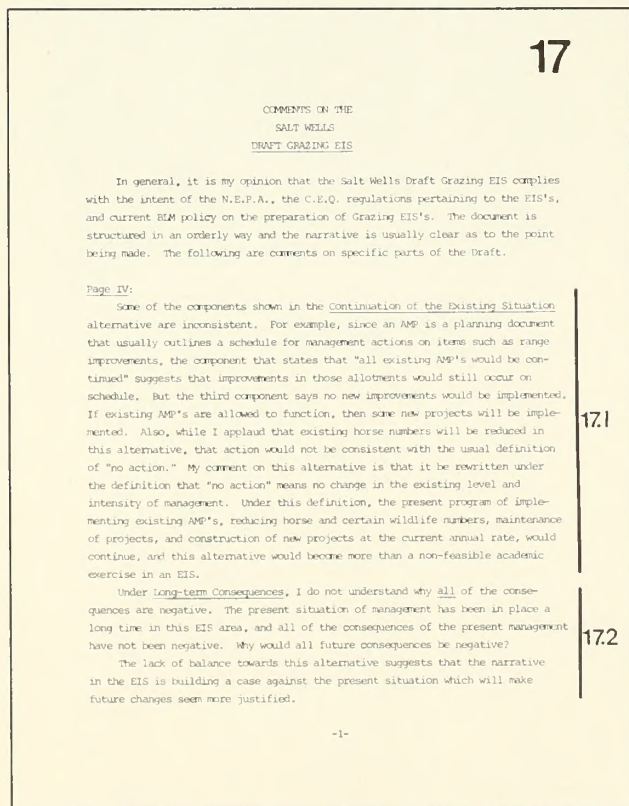 17
COMMENTS ON THE
SALT WELLS
DRAFT GRAZING EIS
In general, it is my opinion that the Salt Wells Draft Grazing EIS complies
with the intent of the N.E.P.A., the C.E.Q. regulations pertaining to the EIS's,
and current BLM policy on the preparation of Grazing EIS's. The document is
structured in an orderly way and the narrative is usually clear as to the point
being made. The following are comments on specific parts of the Draft.
Page IV:
Some of the components shown in the Continuation of the Existing Situation
alternative are inconsistent. For example, since an AMP is a planning document
that usually outlines a schedule for management actions on items such as range
improvements, the component that states that "all existing AMP's would be con-
tinued" suggests that improvements in those allotments would still occur on
schedule. But the third component says no new improvements would be implemented.
If existing AMP's are allowed to function, then some new projects will be imple-
mented. Also, while I applaud that existing horse numbers will be reduced in
this alternative, that action would not be consistent with the usual definition
of "no action." My comment on this alternative is that it be rewritten under
the definition that "no action" means no change in the existing level and
intensity of management. Under this definition, the present program of imple-
menting existing AMP's, reducing horse and certain wildlife numbers, maintenance
of projects, and construction of new projects at the current annual rate, would
continue, and this alternative would become more than a non-feasible academic
exercise in an EIS.
17.1
Under Long-term Consequences, I do not understand why all of the conse-
quences are negative. The present situation of management has been in place a
long time in this EIS area, and all of the consequences of the present management
have not been negative. Why would all future consequences be negative?
17.2
The lack of balance towards this alternative suggests that the narrative
in the EIS is building a case against the present situation which will make
future changes seem more justified.
-1-